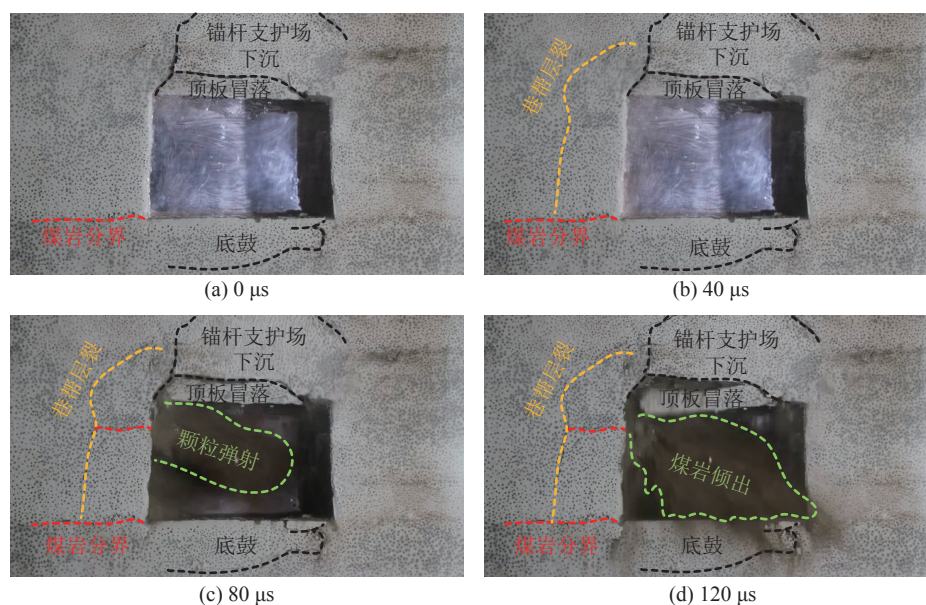 锚杆支护场
下沉
顶板冒落
煤岩分界
底鼓
(a) 0 μs
锚杆支护场
下沉
顶板冒落
巷帮层裂
煤岩分界
底鼓
(b) 40 μs
锚杆支护场
下沉
顶板冒落
巷帮层裂
颗粒弹射
煤岩分界
底鼓
(c) 80 μs
锚杆支护场
下沉
顶板冒落
巷帮层裂
煤岩倾出
煤岩分界
底鼓
(d) 120 μs